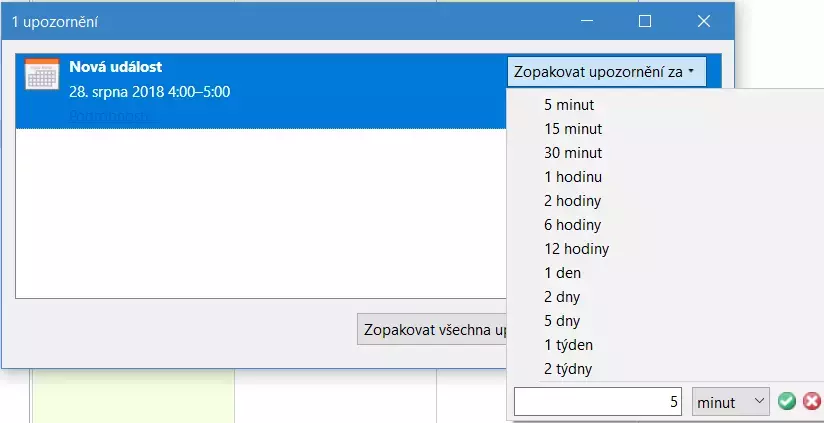 1 upozornění
Nová událost
28. srpna 2018 4:00–5:00
Podrobnosti...
Zopakovat upozornění za
5 minut
15 minut
30 minut
1 hodinu
2 hodiny
6 hodiny
12 hodiny
1 den
2 dny
5 dny
1 týden
2 týdny
Zopakovat všechna up
5
minut